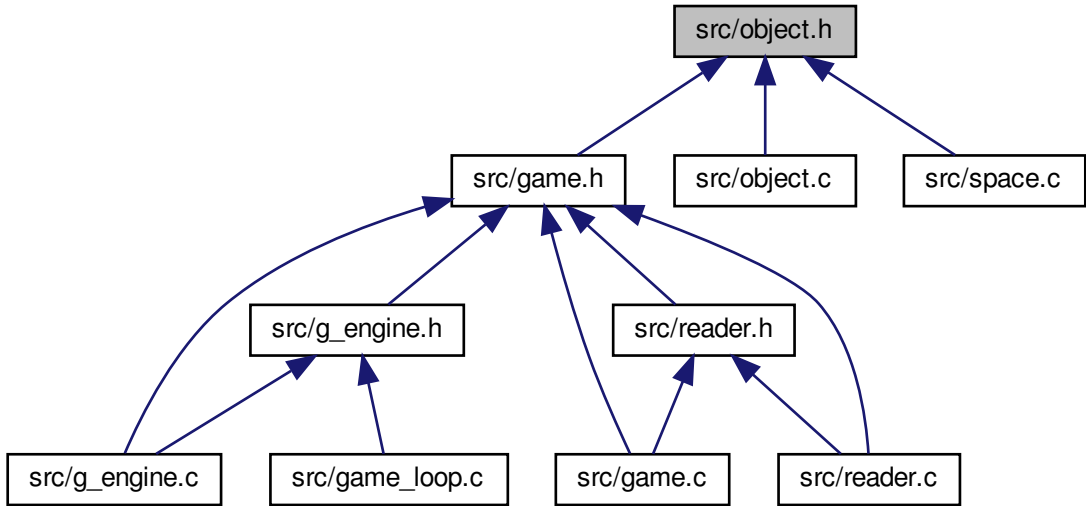 src/object.h
src/game.h
src/object.c
src/space.c
src/g_engine.h
src/reader.h
src/g_engine.c
src/game_loop.c
src/game.c
src/reader.c